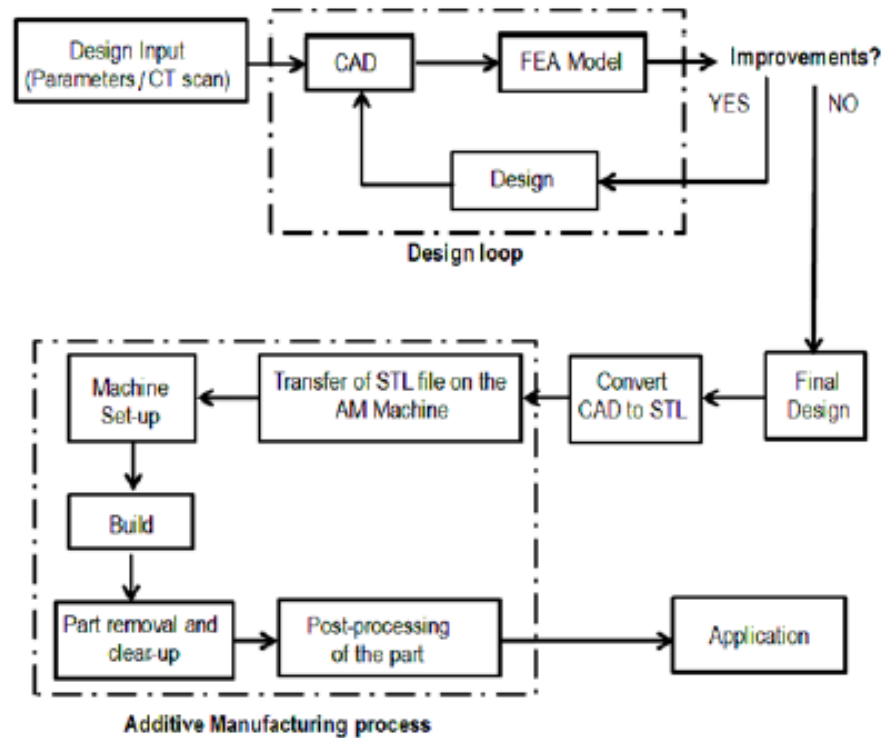 Design Input
(Parameters / CT scan)
CAD
FEA Model
Improvements?
YES
NO
Design
Design loop
Machine
Set-up
Transfer of STL file on the
AM Machine
Convert
CAD to STL
Final
Design
Build
Part removal and
clear-up
Post-processing
of the part
Application
Additive Manufacturing process